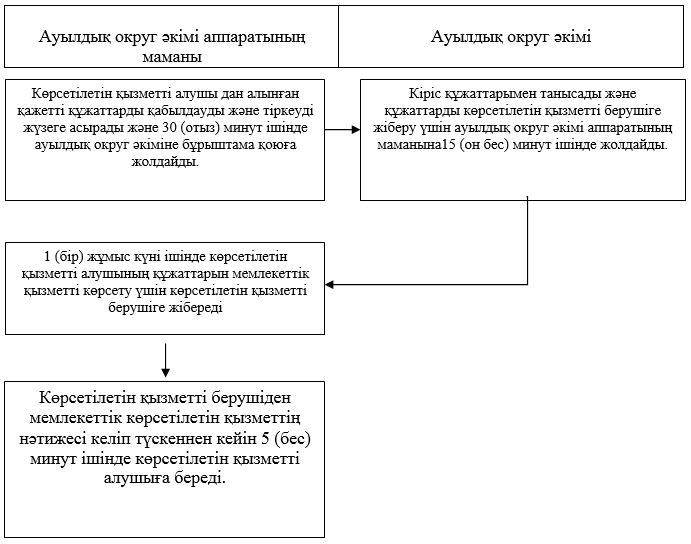 Ауылдық округ әкімі аппаратының
маманы
Ауылдық округ әкімі
Көрсетілетін қызметті алушы дан алынған
қажетті құжаттарды қабылдауды және тіркеуді
жүзеге асырады және 30 (отыз) минут ішінде
ауылдық округ әкіміне бұрыштама қоюға
жолдайды.
Кіріс құжаттарымен танысады және
құжаттарды көрсетілетін қызметті берушіге
жіберу үшін ауылдық округ әкімі аппаратының
маманына15 (он бес) минут ішінде жолдайды.
1 (бір) жұмыс күні ішінде көрсетілетін
қызметті алушының құжаттарын мемлекеттік
қызметті көрсету үшін көрсетілетін қызметті
берушіге жібереді
Көрсетілетін қызметті берушіден
мемлекеттік көрсетілетін қызметтің
нәтижесі келіп түскеннен кейін 5 (бес)
минут ішінде көрсетілетін қызметті
алушыға береді.